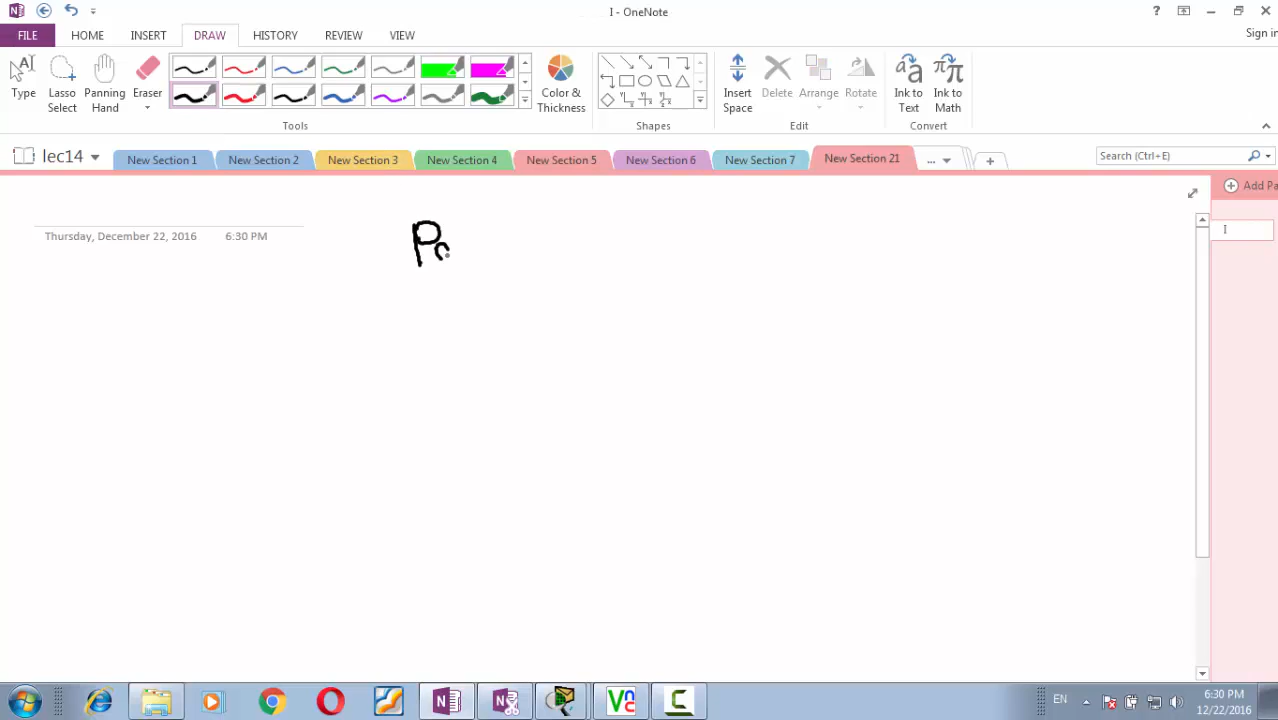 I - OneNote
? 
Sign in
FILE HOME INSERT DRAW HISTORY REVIEW VIEW
Type
Lasso Select
Panning Hand
Eraser
Color & Thickness
Insert Space
Delete
Arrange
Rotate
Ink to Text
Ink to Math
Tools Shapes Edit Convert
lec14 New Section 1 New Section 2 New Section 3 New Section 4 New Section 5 New Section 6 New Section 7 New Section 21 ... + Search (Ctrl+E)
Add Pa
I
Thursday, December 22, 2016 6:30 PM
EN
6:30 PM
12/22/2016